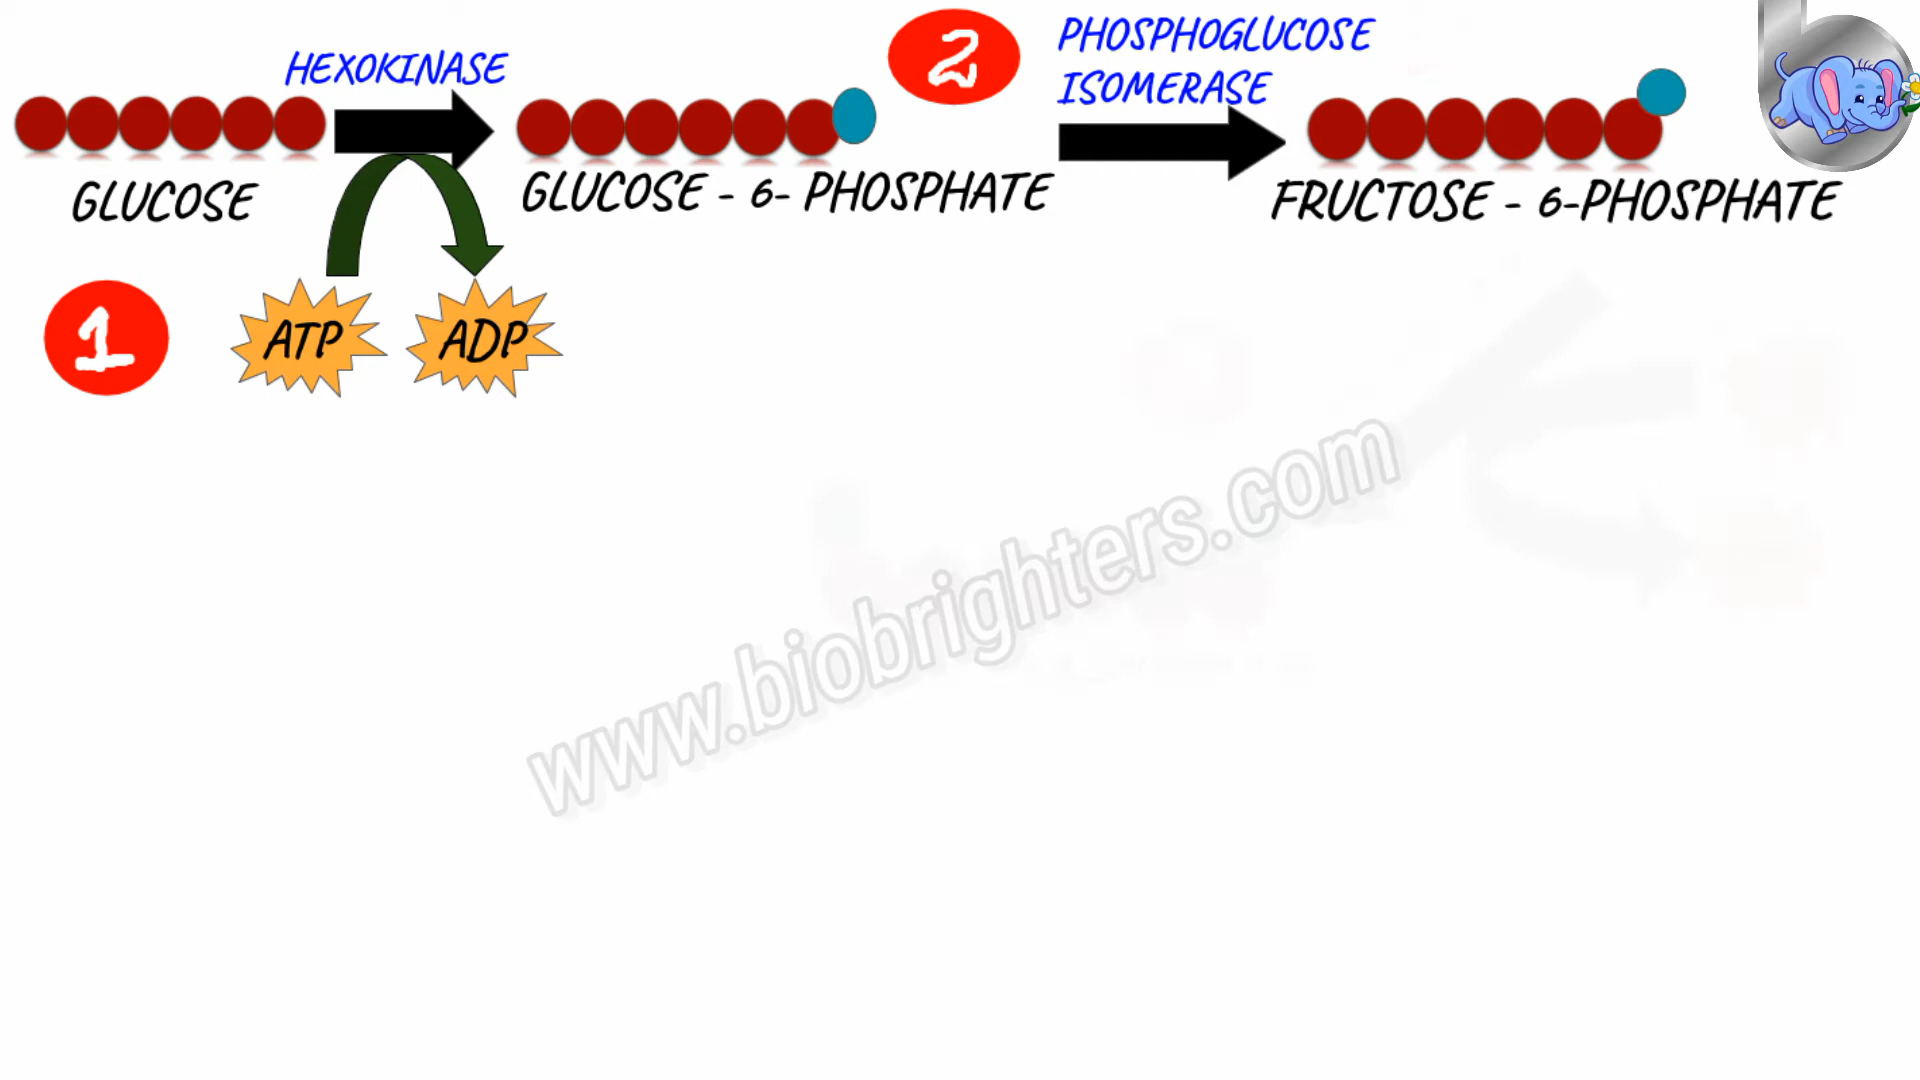 HEXOKINASE
GLUCOSE
ATP
ADP
1
GLUCOSE - 6- PHOSPHATE
2
PHOSPHOGLUCOSE
ISOMERASE
FRUCTOSE - 6-PHOSPHATE
www.biobrighters.com
b